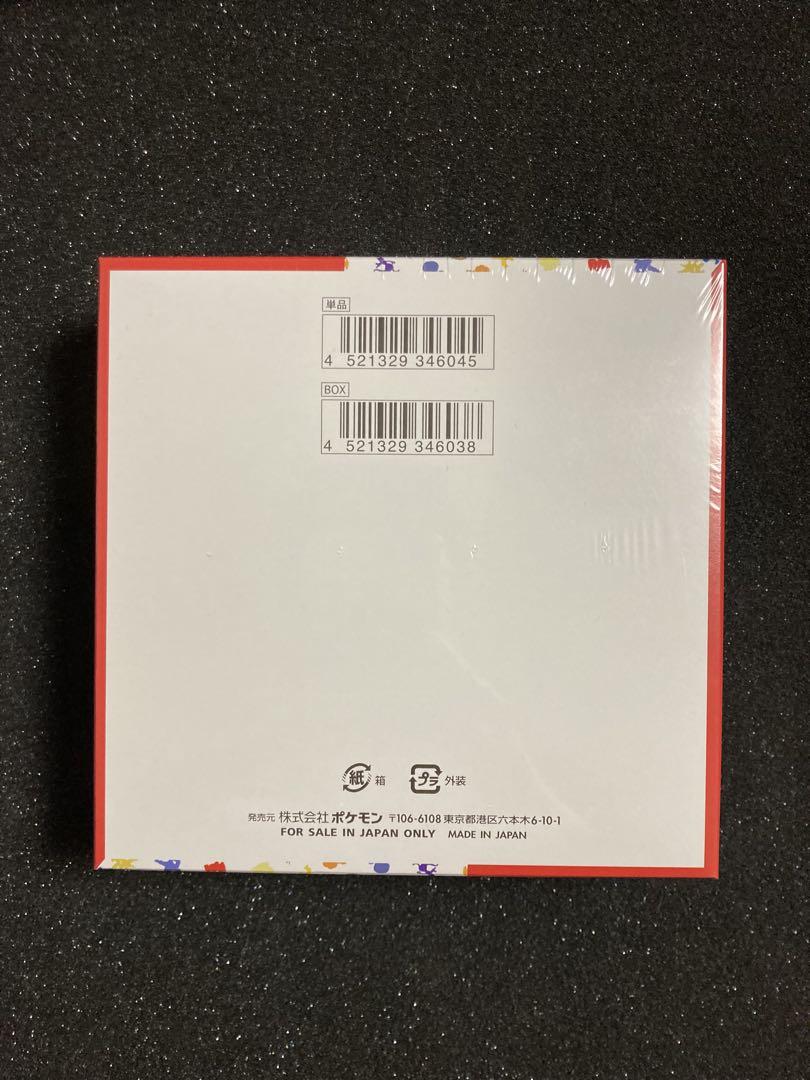 単品
4 521329 346045
BOX
4 521329 346038
紙 箱 プラ 外装
発売元 株式会社 ポケモン 〒106-6108 東京都港区六本木6-10-1
FOR SALE IN JAPAN ONLY MADE IN JAPAN